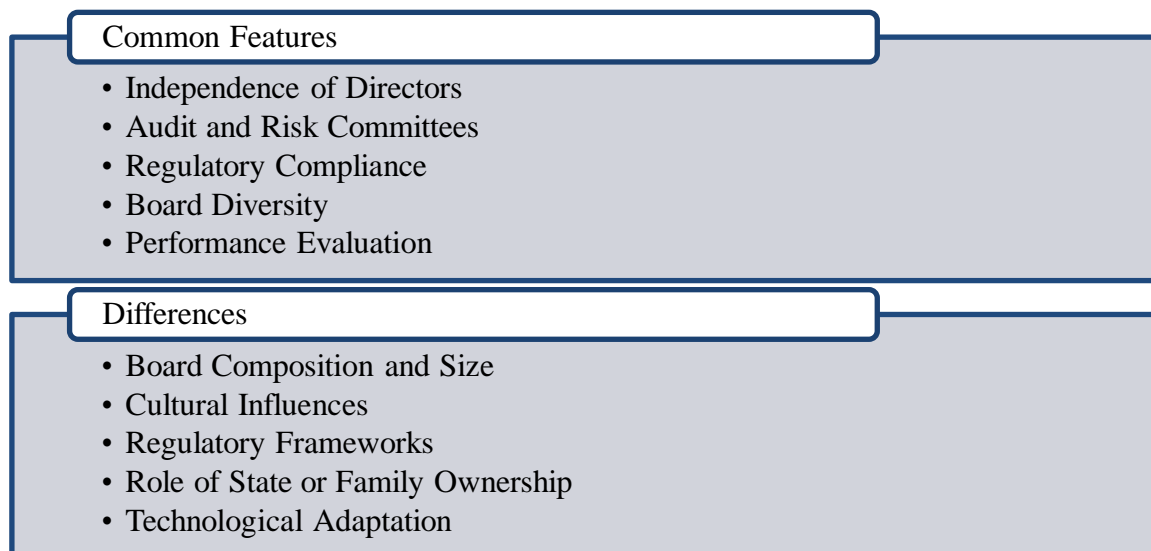 Common Features
• Independence of Directors
• Audit and Risk Committees
• Regulatory Compliance
• Board Diversity
• Performance Evaluation
Differences
• Board Composition and Size
• Cultural Influences
• Regulatory Frameworks
• Role of State or Family Ownership
• Technological Adaptation